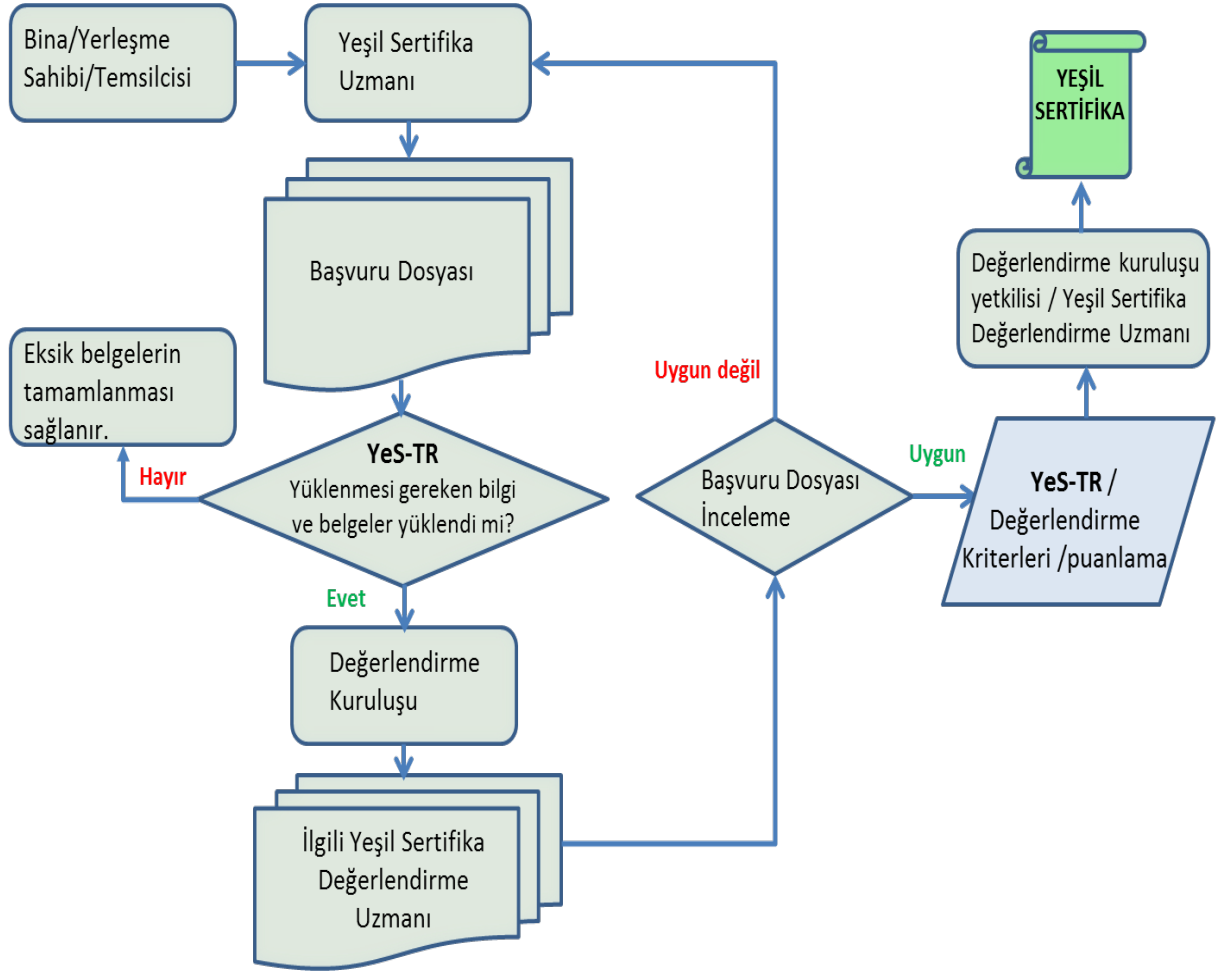 Bina/Yerleşme
Sahibi/Temsilcisi
Yeşil Sertifika
Uzmanı
Başvuru Dosyası
Eksik belgelerin
tamamlanması
sağlanır.
Hayır
YeS-TR
Yüklenmesi gereken bilgi
ve belgeler yüklendi mi?
Evet
Değerlendirme
Kuruluşu
İlgili Yeşil Sertifika
Değerlendirme
Uzmanı
Uygun değil
Başvuru Dosyası
İnceleme
Uygun
YeS-TR /
Değerlendirme
Kriterleri /puanlama
Değerlendirme kuruluşu
yetkilisi / Yeşil Sertifika
Değerlendirme Uzmanı
YEŞİL
SERTİFİKA